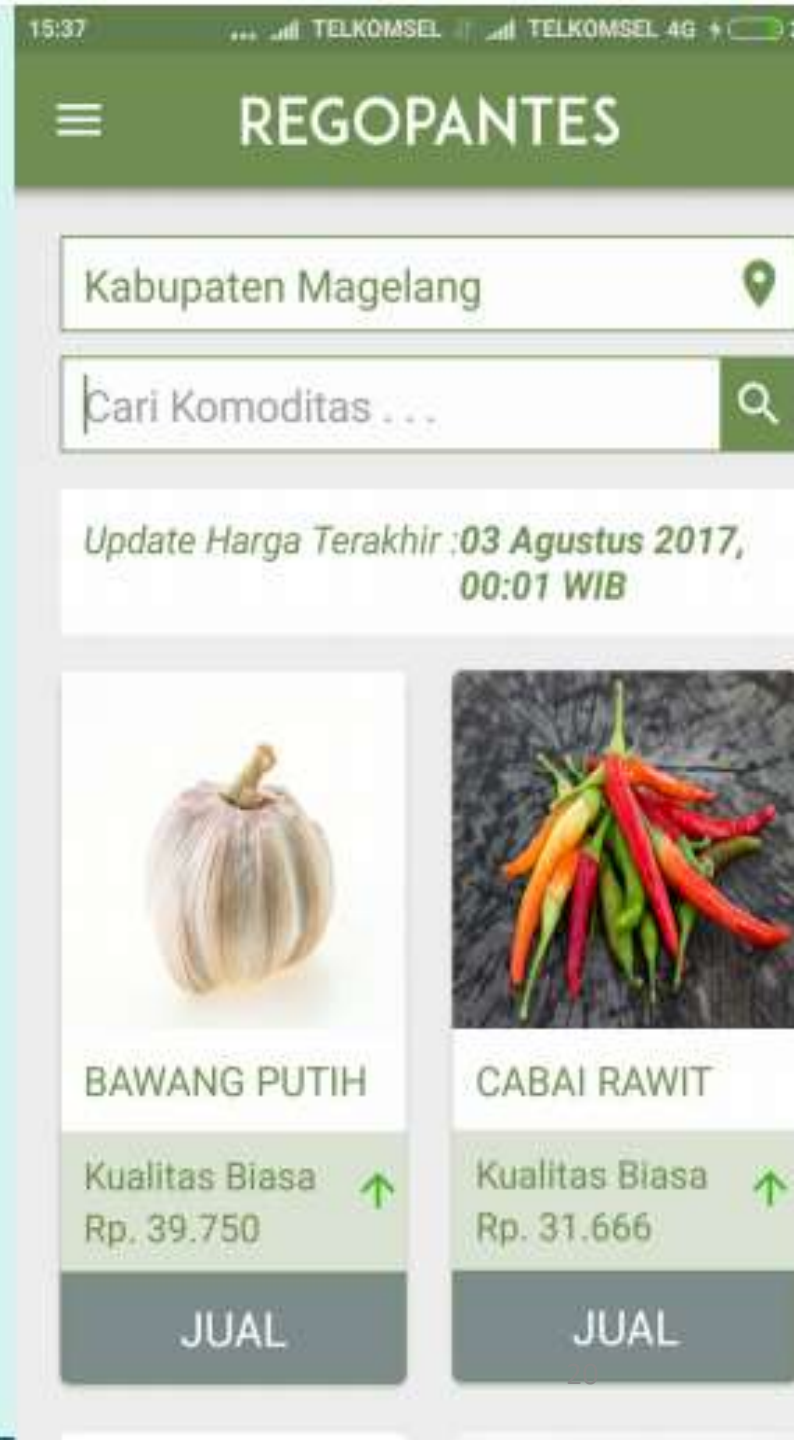 15:37 ... TELKOMSEL TELKOMSEL 4G
REGOPANTES
Kabupaten Magelang
Cari Komoditas . . .
Update Harga Terakhir :03 Agustus 2017,
00:01 WIB
BAWANG PUTIH
Kualitas Biasa
Rp. 39.750
JUAL
CABAI RAWIT
Kualitas Biasa
Rp. 31.666
JUAL